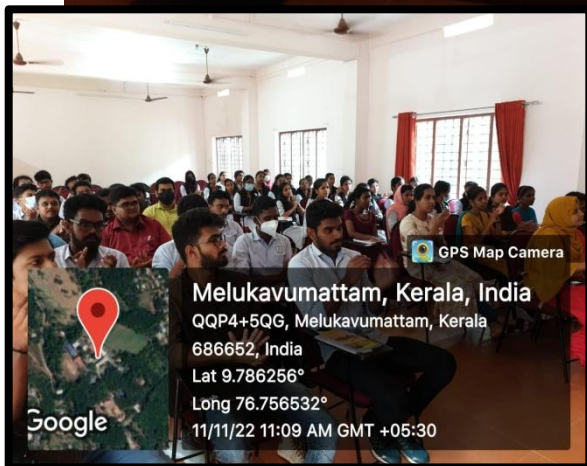 GPS Map Camera
Melukavumattam, Kerala, India
QQP4+5QG, Melukavumattam, Kerala
686652, India
Lat 9.786256°
Long 76.756532°
11/11/22 11:09 AM GMT +05:30
Google